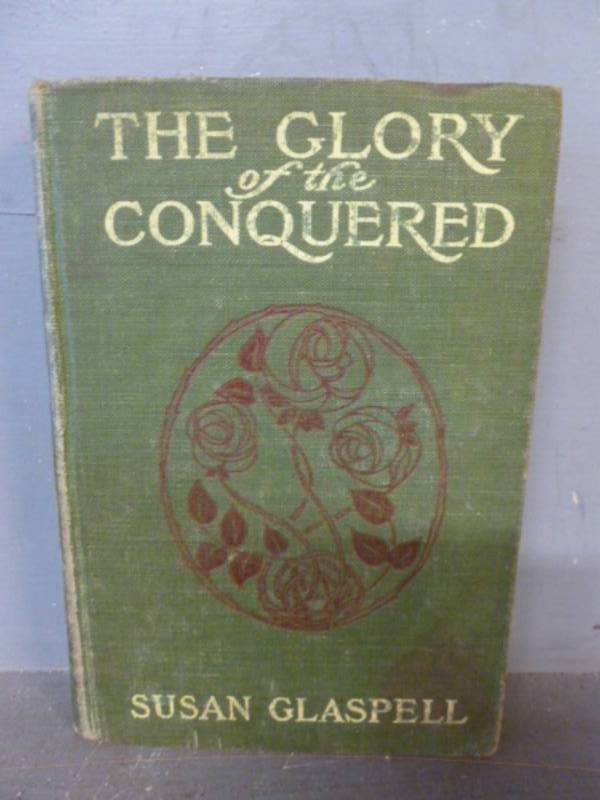 THE GLORY
of the
CONQUERED
SUSAN GLASPELL